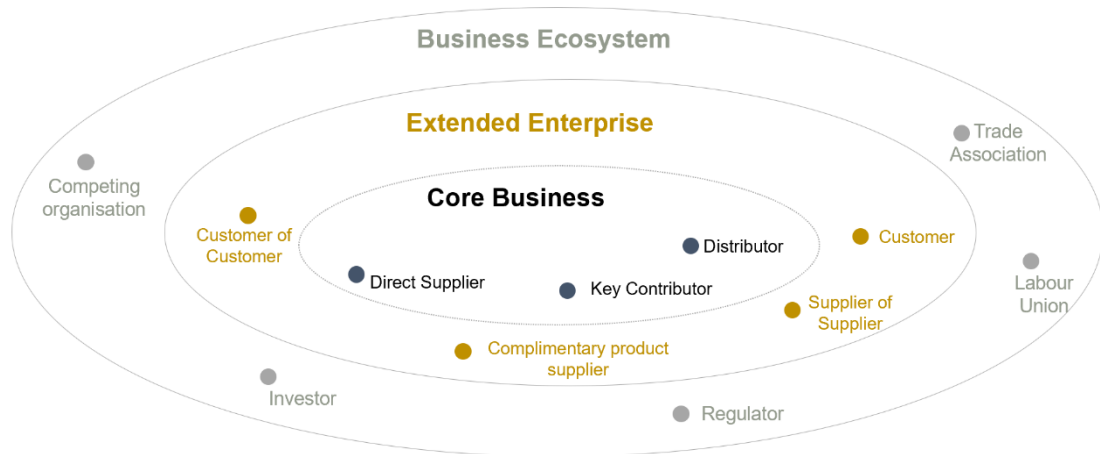 Business Ecosystem
Extended Enterprise
Trade
Association
Competing
organisation
Core Business
Customer of
Customer
Distributor
Customer
Direct Supplier
Key Contributor
Labour
Union
Supplier of
Supplier
Complimentary product
supplier
Investor
Regulator